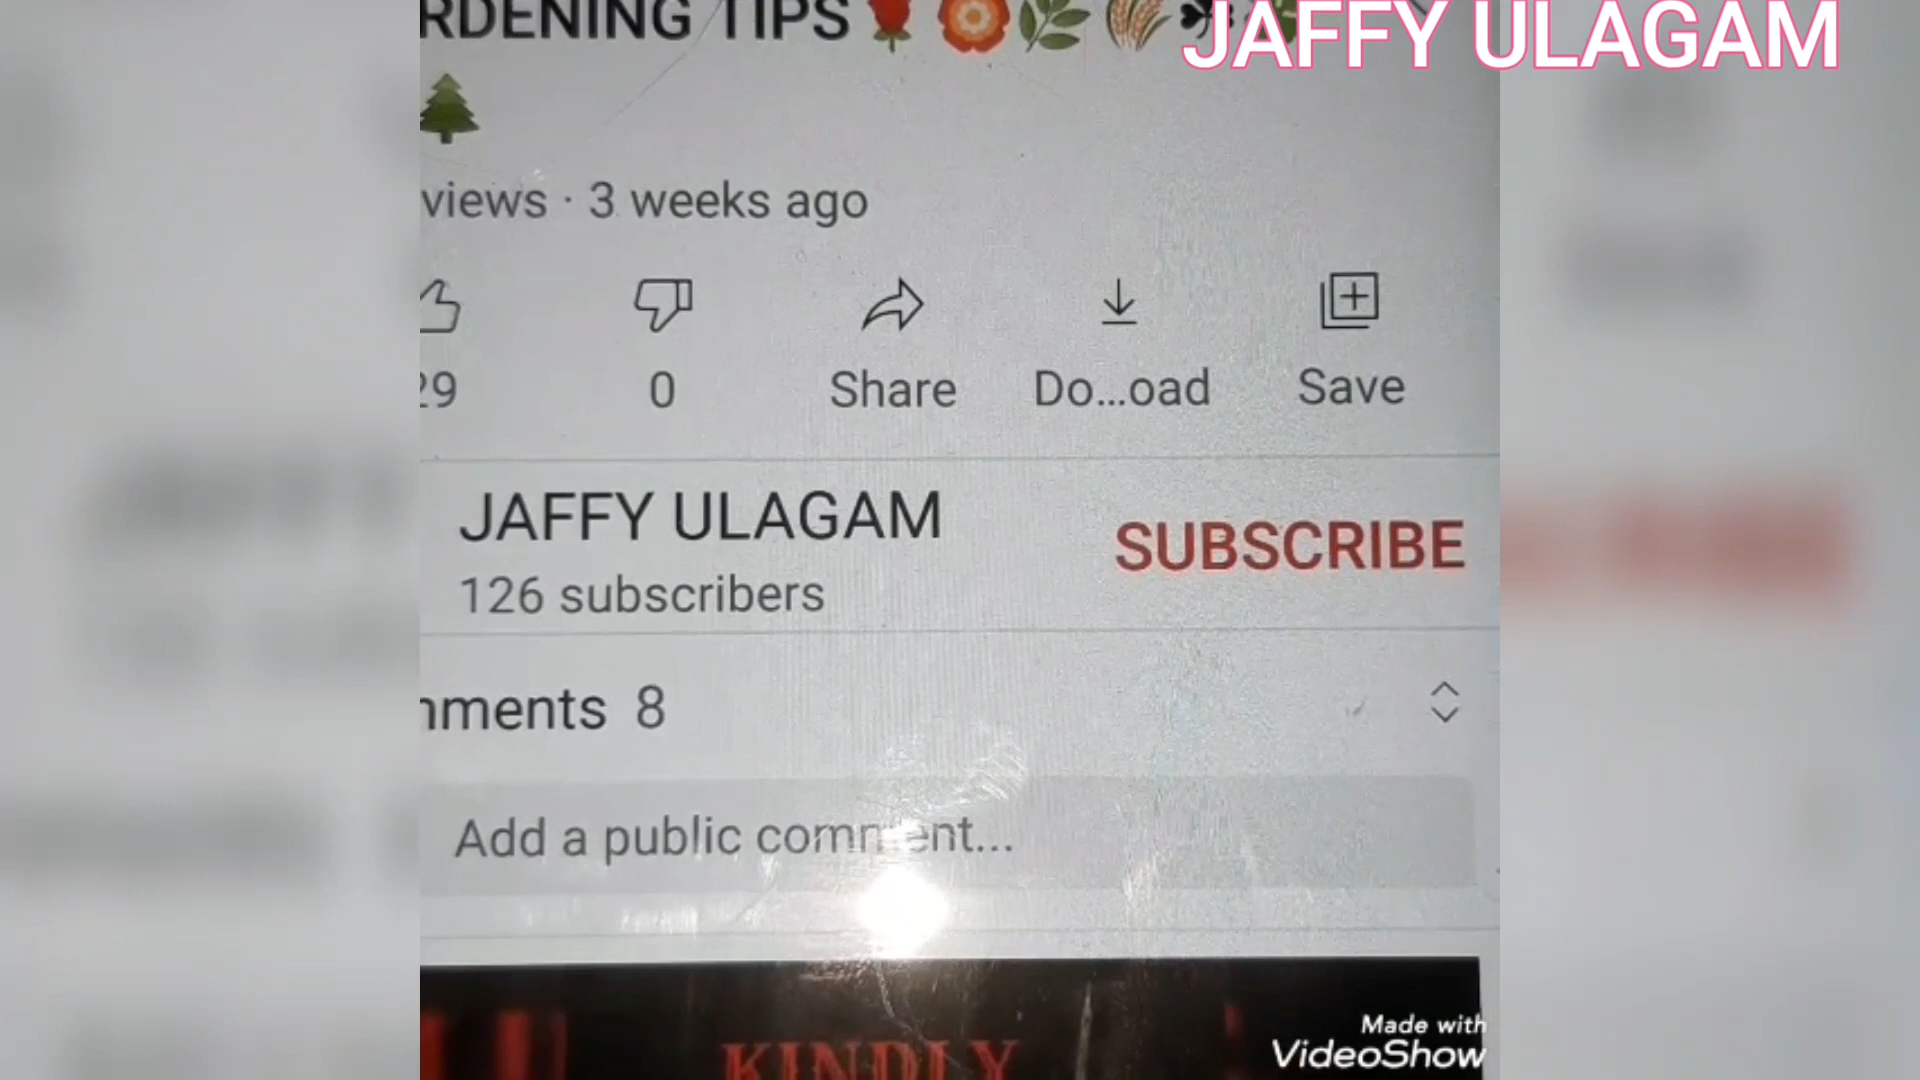 RDENING TIPS
JAFFY ULAGAM
views · 3 weeks ago
29 0 Share Do...oad Save
JAFFY ULAGAM
126 subscribers
SUBSCRIBE
mments 8
Add a public comment...
KINDLY
Made with
VideoShow